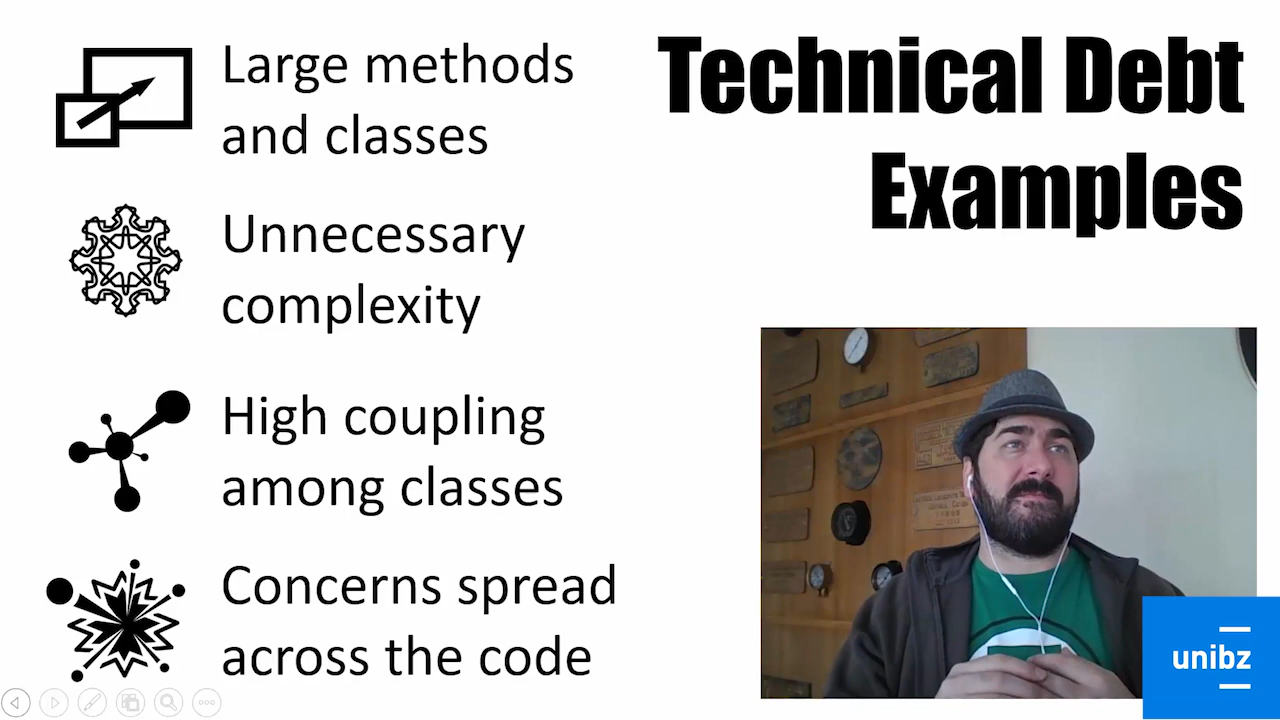 Technical Debt
Examples
Large methods
and classes
Unnecessary
complexity
High coupling
among classes
Concerns spread
across the code
unibz